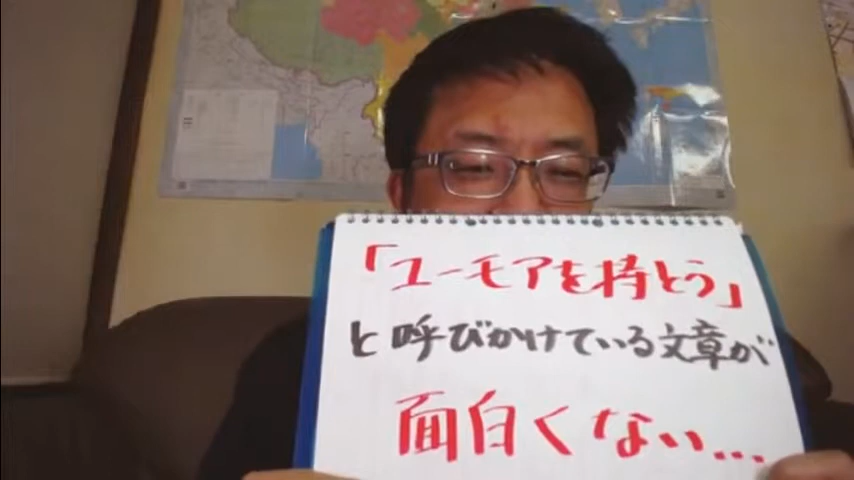 「ユーモアを持とう」
と呼びかけている文章が
面白くない...